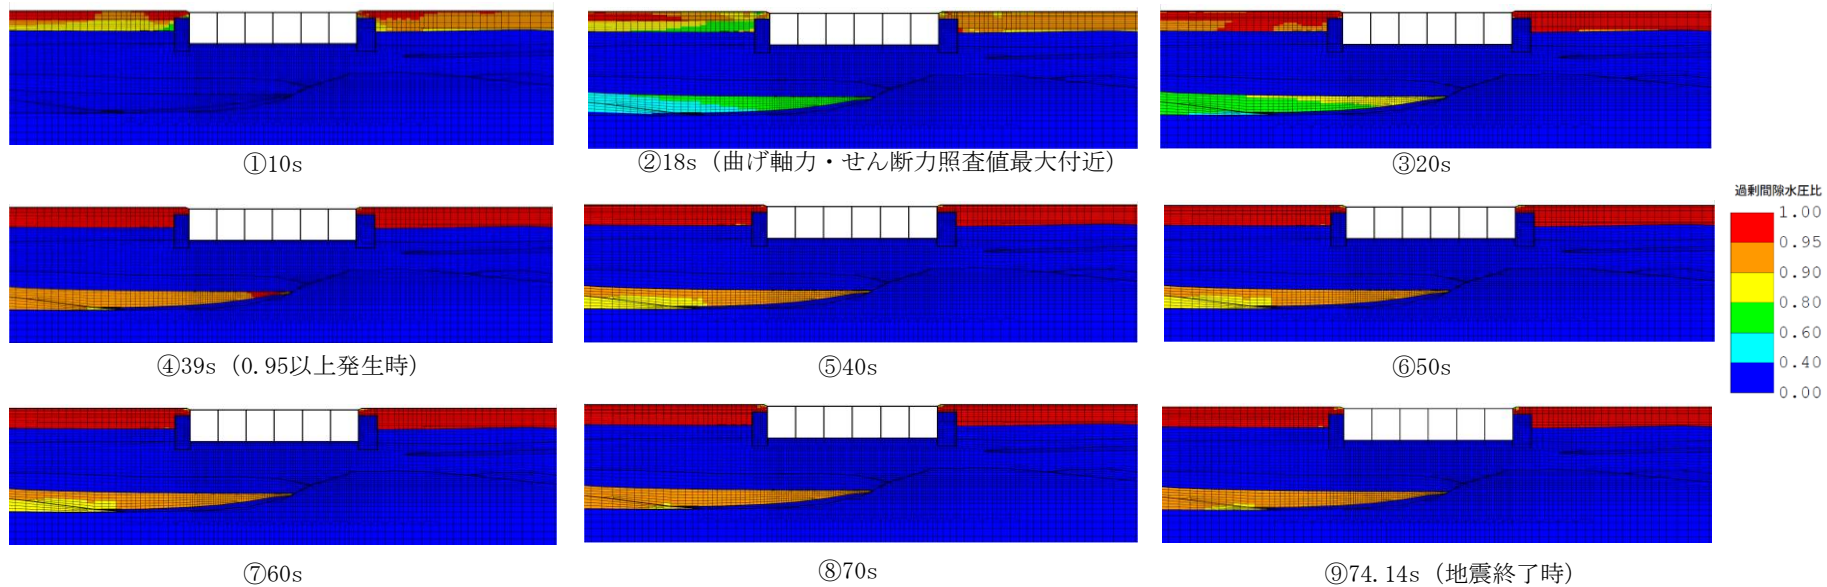 ①10s
②18s（曲げ軸力・せん断力照査値最大付近）
③20s
過剰間隙水圧比
1.00
0.95
0.90
0.80
0.60
0.40
0.00
④39s（0.95以上発生時）
⑤40s
⑥50s
⑦60s
⑧70s
⑨74.14s（地震終了時）